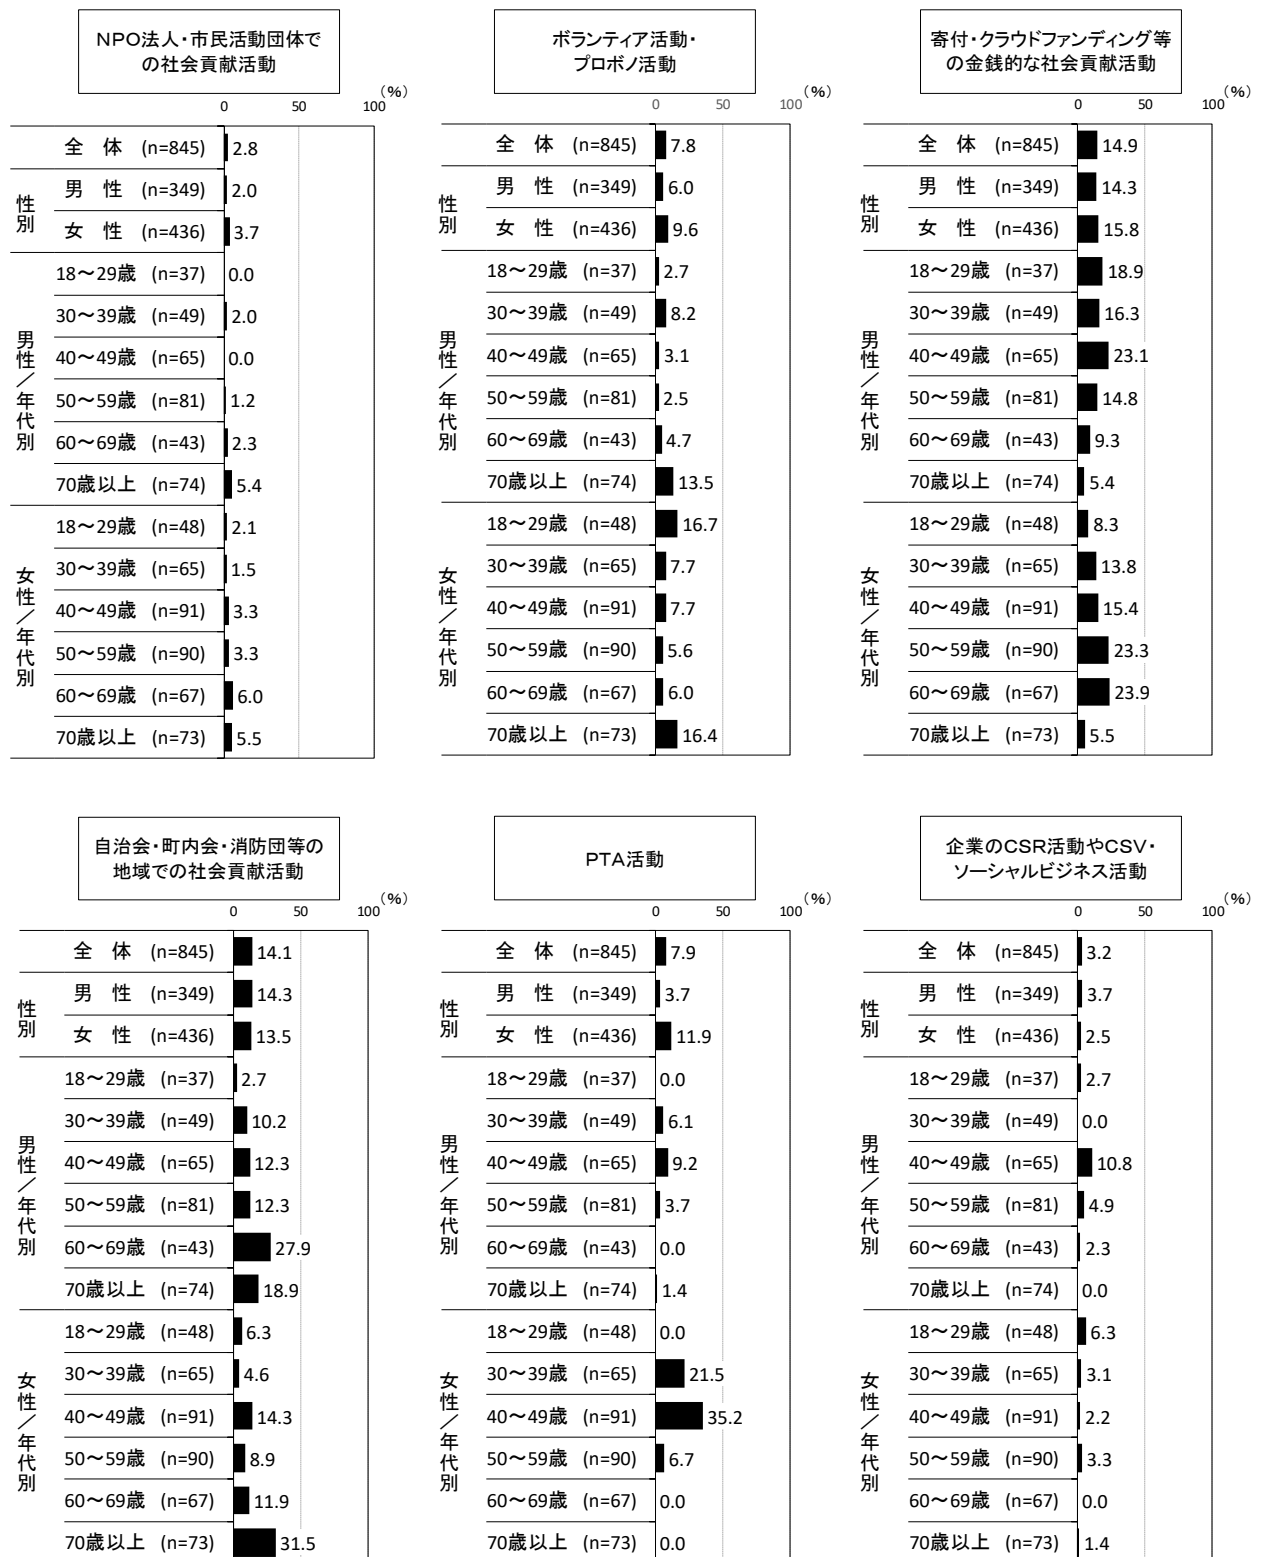 NPO法人・市民活動団体で
の社会貢献活動
(%)
0 50 100
全 体 (n=845) 2.8
性別
男 性 (n=349) 2.0
女 性 (n=436) 3.7
男性/年代別
18～29歳 (n=37) 0.0
30～39歳 (n=49) 2.0
40～49歳 (n=65) 0.0
50～59歳 (n=81) 1.2
60～69歳 (n=43) 2.3
70歳以上 (n=74) 5.4
女性/年代別
18～29歳 (n=48) 2.1
30～39歳 (n=65) 1.5
40～49歳 (n=91) 3.3
50～59歳 (n=90) 3.3
60～69歳 (n=67) 6.0
70歳以上 (n=73) 5.5
ボランティア活動・
プロボノ活動
(%)
0 50 100
全 体 (n=845) 7.8
性別
男 性 (n=349) 6.0
女 性 (n=436) 9.6
男性/年代別
18～29歳 (n=37) 2.7
30～39歳 (n=49) 8.2
40～49歳 (n=65) 3.1
50～59歳 (n=81) 2.5
60～69歳 (n=43) 4.7
70歳以上 (n=74) 13.5
女性/年代別
18～29歳 (n=48) 16.7
30～39歳 (n=65) 7.7
40～49歳 (n=91) 7.7
50～59歳 (n=90) 5.6
60～69歳 (n=67) 6.0
70歳以上 (n=73) 16.4
寄付・クラウドファンディング等
の金銭的な社会貢献活動
(%)
0 50 100
全 体 (n=845) 14.9
性別
男 性 (n=349) 14.3
女 性 (n=436) 15.8
男性/年代別
18～29歳 (n=37) 18.9
30～39歳 (n=49) 16.3
40～49歳 (n=65) 23.1
50～59歳 (n=81) 14.8
60～69歳 (n=43) 9.3
70歳以上 (n=74) 5.4
女性/年代別
18～29歳 (n=48) 8.3
30～39歳 (n=65) 13.8
40～49歳 (n=91) 15.4
50～59歳 (n=90) 23.3
60～69歳 (n=67) 23.9
70歳以上 (n=73) 5.5
自治会・町内会・消防団等の
地域での社会貢献活動
(%)
0 50 100
全 体 (n=845) 14.1
性別
男 性 (n=349) 14.3
女 性 (n=436) 13.5
男性/年代別
18～29歳 (n=37) 2.7
30～39歳 (n=49) 10.2
40～49歳 (n=65) 12.3
50～59歳 (n=81) 12.3
60～69歳 (n=43) 27.9
70歳以上 (n=74) 18.9
女性/年代別
18～29歳 (n=48) 6.3
30～39歳 (n=65) 4.6
40～49歳 (n=91) 14.3
50～59歳 (n=90) 8.9
60～69歳 (n=67) 11.9
70歳以上 (n=73) 31.5
PTA活動
(%)
0 50 100
全 体 (n=845) 7.9
性別
男 性 (n=349) 3.7
女 性 (n=436) 11.9
男性/年代別
18～29歳 (n=37) 0.0
30～39歳 (n=49) 6.1
40～49歳 (n=65) 9.2
50～59歳 (n=81) 3.7
60～69歳 (n=43) 0.0
70歳以上 (n=74) 1.4
女性/年代別
18～29歳 (n=48) 0.0
30～39歳 (n=65) 21.5
40～49歳 (n=91) 35.2
50～59歳 (n=90) 6.7
60～69歳 (n=67) 0.0
70歳以上 (n=73) 0.0
企業のCSR活動やCSV・
ソーシャルビジネス活動
(%)
0 50 100
全 体 (n=845) 3.2
性別
男 性 (n=349) 3.7
女 性 (n=436) 2.5
男性/年代別
18～29歳 (n=37) 2.7
30～39歳 (n=49) 0.0
40～49歳 (n=65) 10.8
50～59歳 (n=81) 4.9
60～69歳 (n=43) 2.3
70歳以上 (n=74) 0.0
女性/年代別
18～29歳 (n=48) 6.3
30～39歳 (n=65) 3.1
40～49歳 (n=91) 2.2
50～59歳 (n=90) 3.3
60～69歳 (n=67) 0.0
70歳以上 (n=73) 1.4